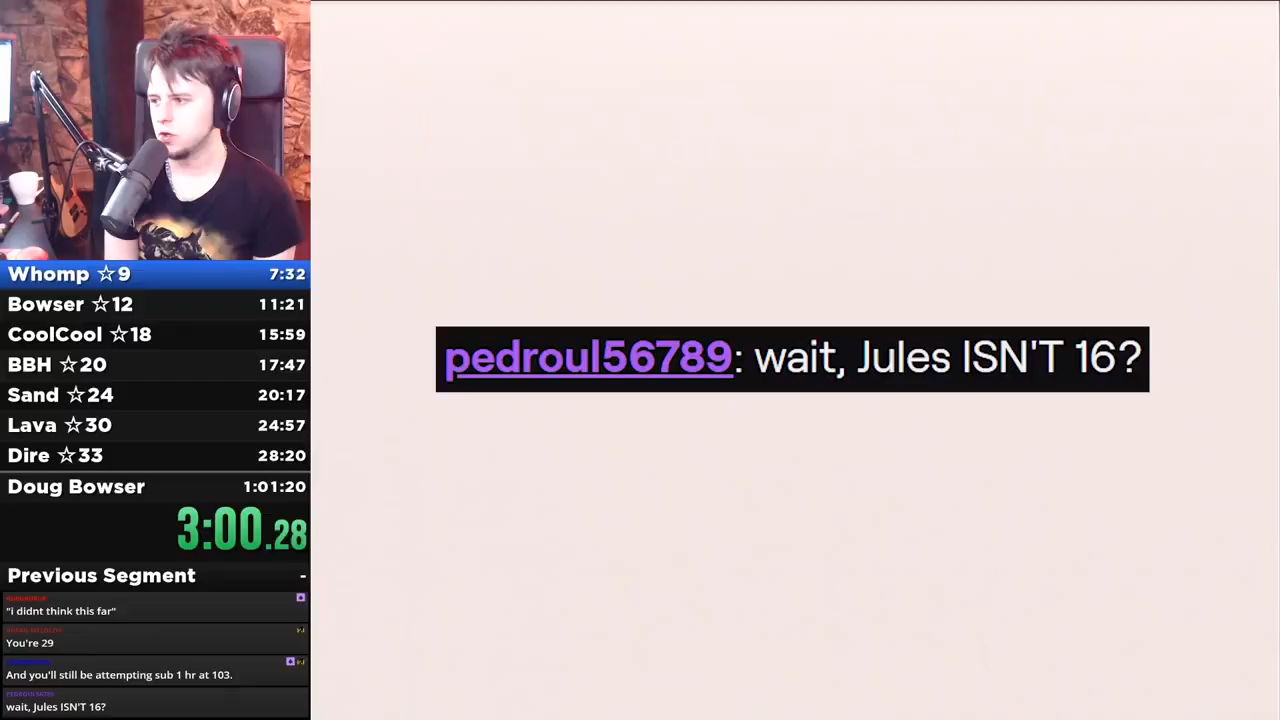 Whomp ☆9 7:32
Bowser ☆12 11:21
CoolCool ☆18 15:59
BBH ☆20 17:47
Sand ☆24 20:17
Lava ☆30 24:57
Dire ☆33 28:20
Doug Bowser 1:01:20
3:00.28
Previous Segment -
"i didnt think this far"
You're 29
And you'll still be attempting sub 1 hr at 103.
PEDROUL56789
wait, Jules ISN'T 16?
pedroul56789: wait, Jules ISN'T 16?